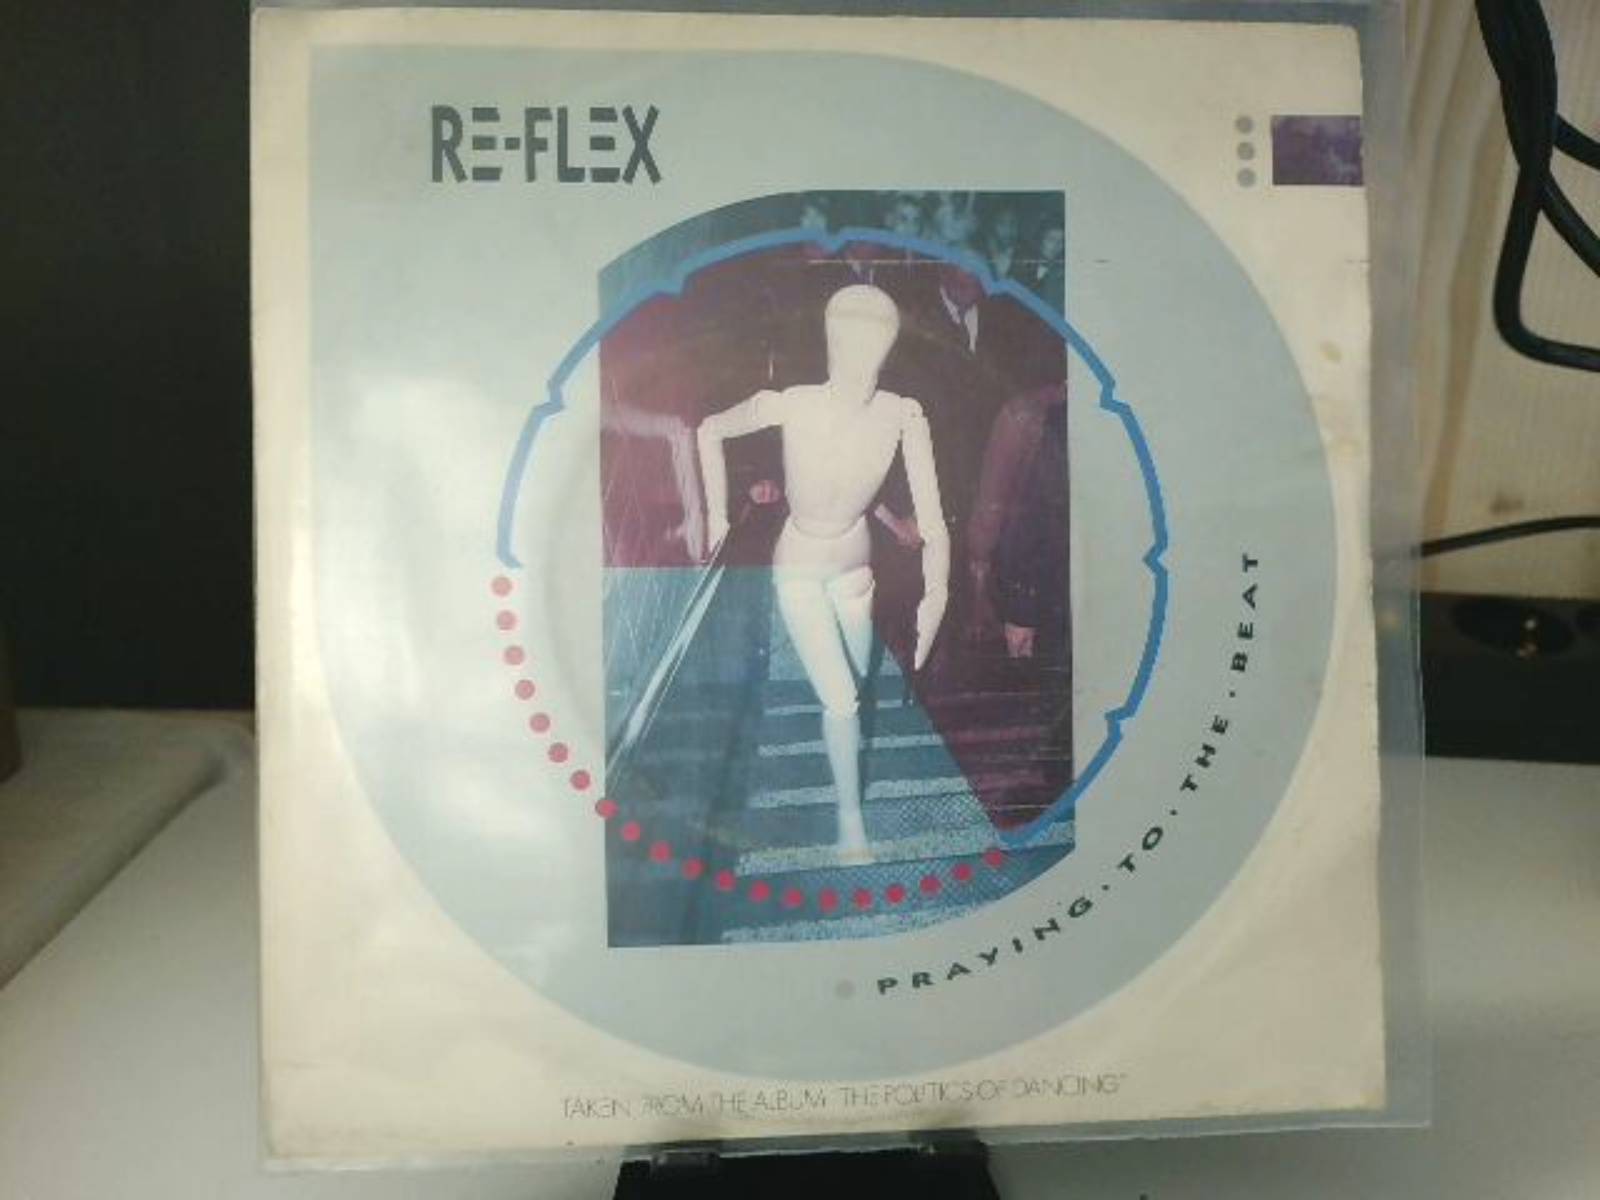 RE-FLEX
PRAYING·TO·THE·BEAT
TAKEN FROM THE ALBUM "THE POLITICS OF DANCING"